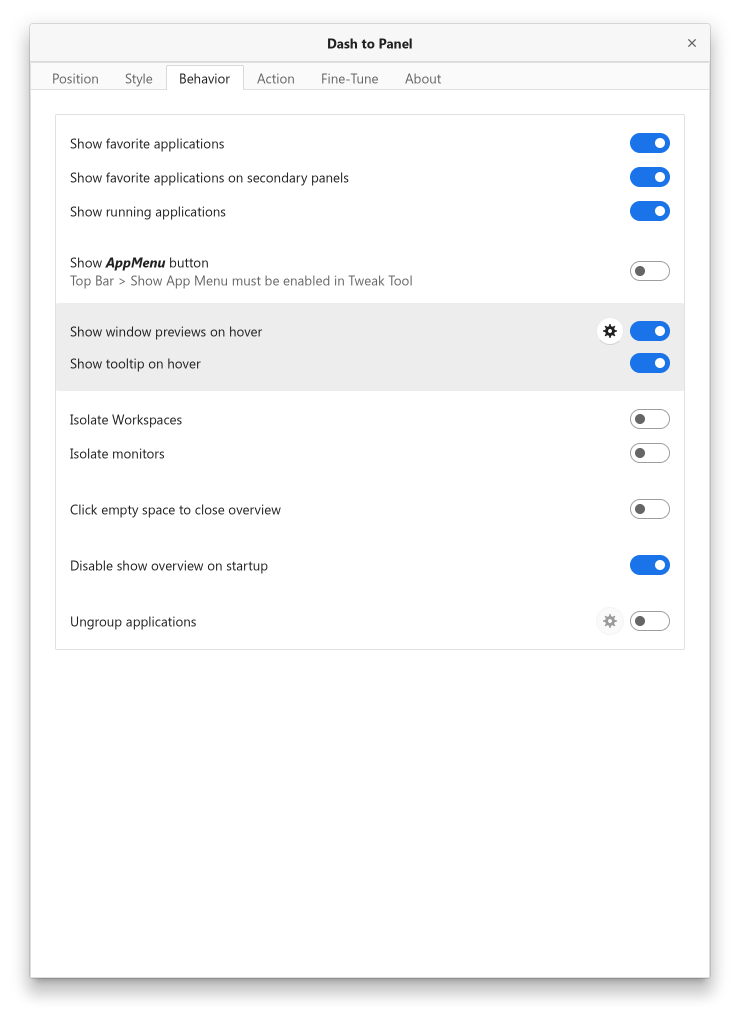 Dash to Panel
Position Style Behavior Action Fine-Tune About
Show favorite applications
Show favorite applications on secondary panels
Show running applications
Show AppMenu button
Top Bar > Show App Menu must be enabled in Tweak Tool
Show window previews on hover
Show tooltip on hover
Isolate Workspaces
Isolate monitors
Click empty space to close overview
Disable show overview on startup
Ungroup applications